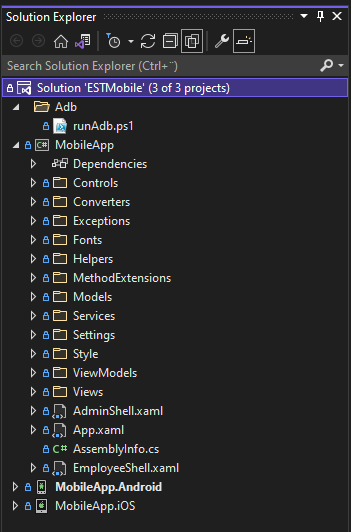 Solution Explorer
Search Solution Explorer (Ctrl+¨)
Solution 'ESTMobile' (3 of 3 projects)
Adb
runAdb.ps1
C# MobileApp
Dependencies
Controls
Converters
Exceptions
Fonts
Helpers
MethodExtensions
Models
Services
Settings
Style
ViewModels
Views
AdminShell.xaml
App.xaml
C# AssemblyInfo.cs
EmployeeShell.xaml
MobileApp.Android
MobileApp.iOS